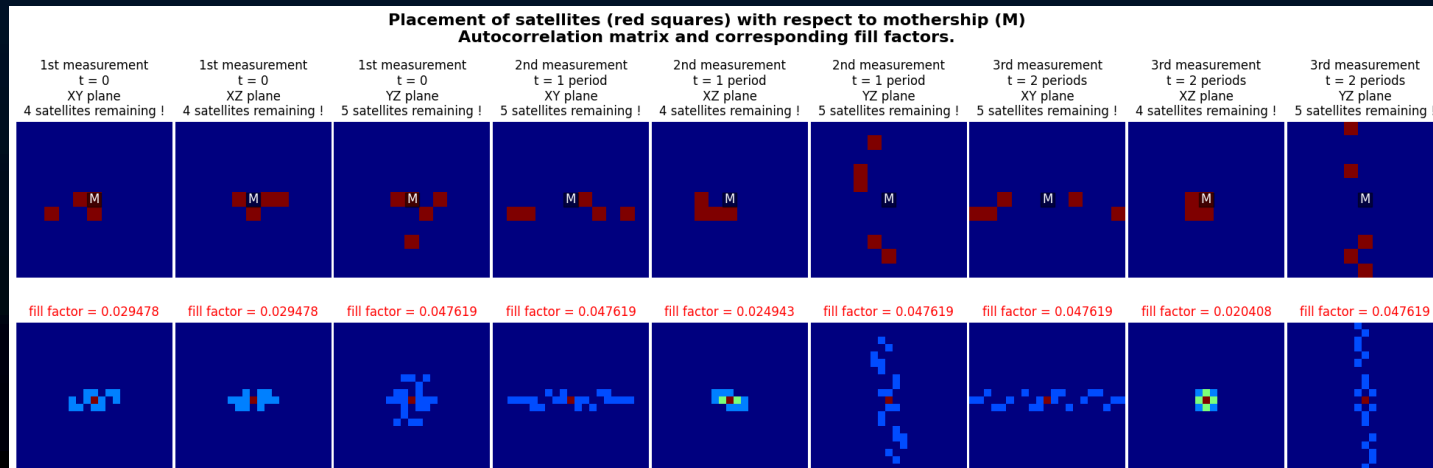 Placement of satellites (red squares) with respect to mothership (M)
Autocorrelation matrix and corresponding fill factors.
1st measurement
t = 0
XY plane
4 satellites remaining !
1st measurement
t = 0
XZ plane
4 satellites remaining !
1st measurement
t = 0
YZ plane
5 satellites remaining !
2nd measurement
t = 1 period
XY plane
5 satellites remaining !
2nd measurement
t = 1 period
XZ plane
4 satellites remaining !
2nd measurement
t = 1 period
YZ plane
5 satellites remaining !
3rd measurement
t = 2 periods
XY plane
5 satellites remaining !
3rd measurement
t = 2 periods
XZ plane
4 satellites remaining !
3rd measurement
t = 2 periods
YZ plane
5 satellites remaining !
M
M
M
M
M
M
M
M
M
fill factor = 0.029478
fill factor = 0.029478
fill factor = 0.047619
fill factor = 0.047619
fill factor = 0.024943
fill factor = 0.047619
fill factor = 0.047619
fill factor = 0.020408
fill factor = 0.047619